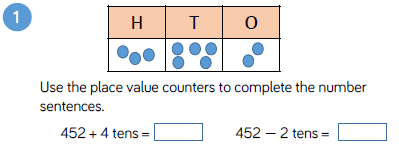 1
H T O
Use the place value counters to complete the number
sentences.
452 + 4 tens =
452 – 2 tens =